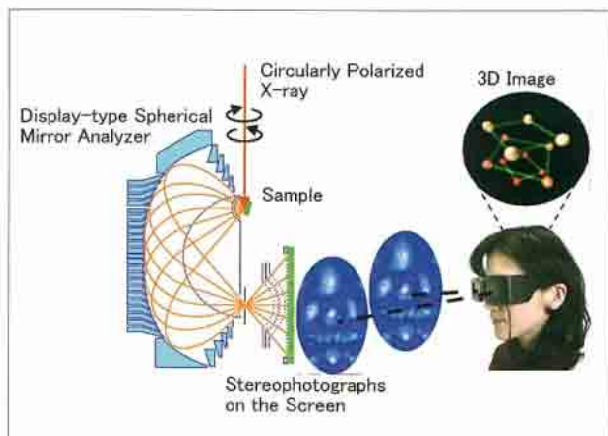 Circularly Polarized
X-ray
3D Image
Display-type Spherical
Mirror Analyzer
Sample
Stereophotographs
on the Screen